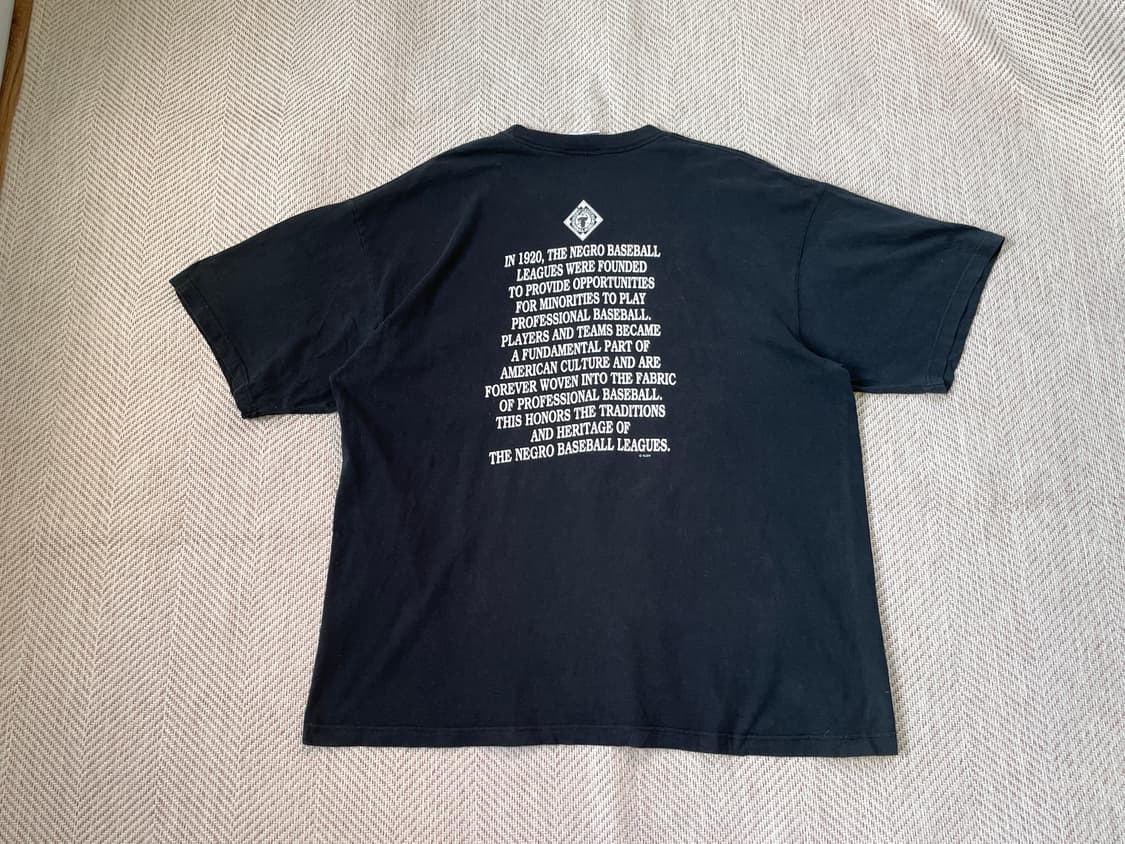 IN 1920, THE NEGRO BASEBALL
LEAGUES WERE FOUNDED
TO PROVIDE OPPORTUNITIES
FOR MINORITIES TO PLAY
PROFESSIONAL BASEBALL.
PLAYERS AND TEAMS BECAME
A FUNDAMENTAL PART OF
AMERICAN CULTURE AND ARE
FOREVER WOVEN INTO THE FABRIC
OF PROFESSIONAL BASEBALL.
THIS HONORS THE TRADITIONS
AND HERITAGE OF
THE NEGRO BASEBALL LEAGUES.